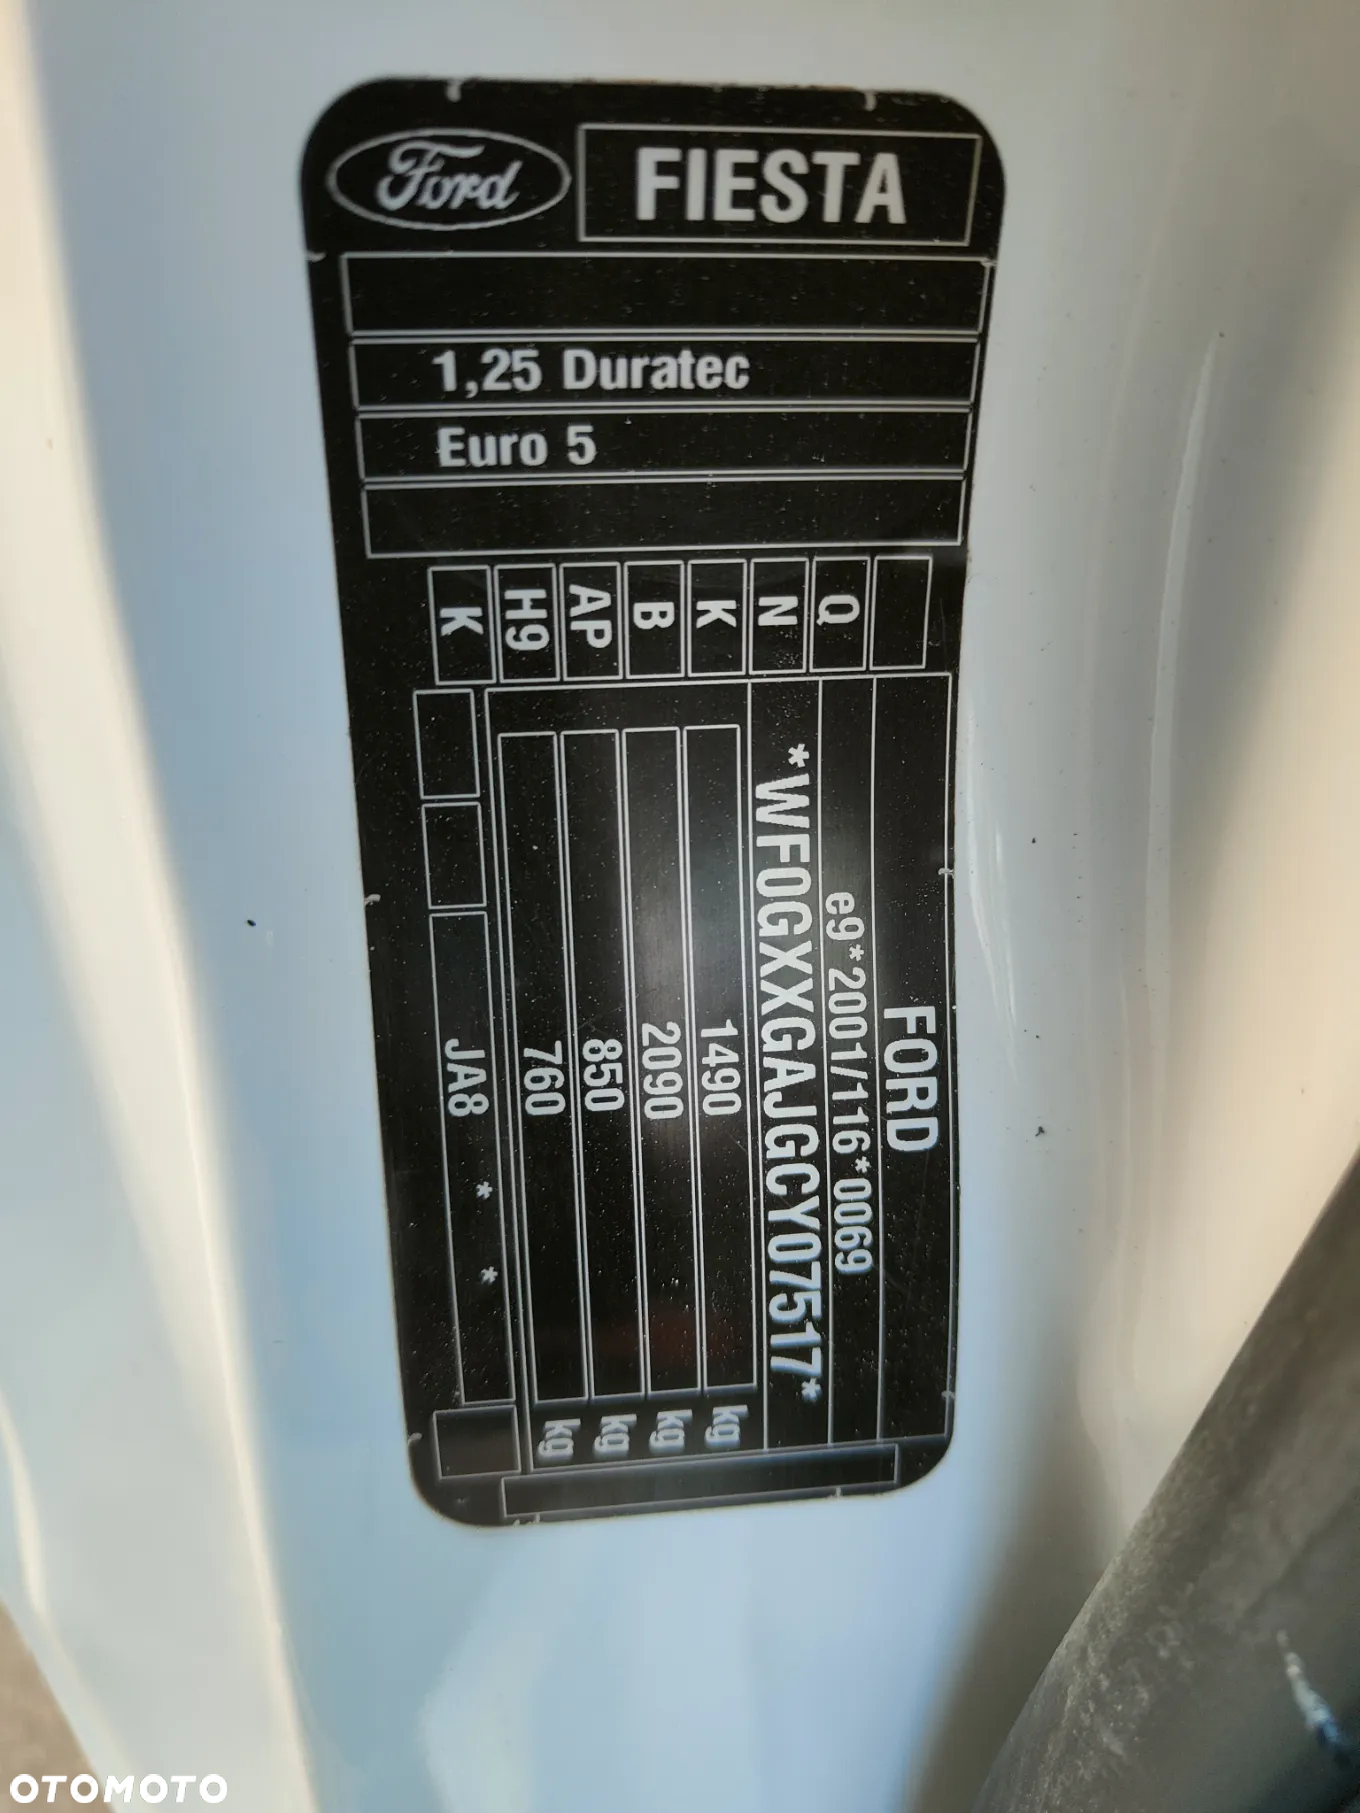 Ford
FIESTA
1,25 Duratec
Euro 5
K
H9
AP
B
K
N
Q
FORD
e9*2001/116*0069
*WF0GXXGAJGCY07517*
1490 kg
2090 kg
850 kg
760 kg
JA8 * *
OTOMOTO